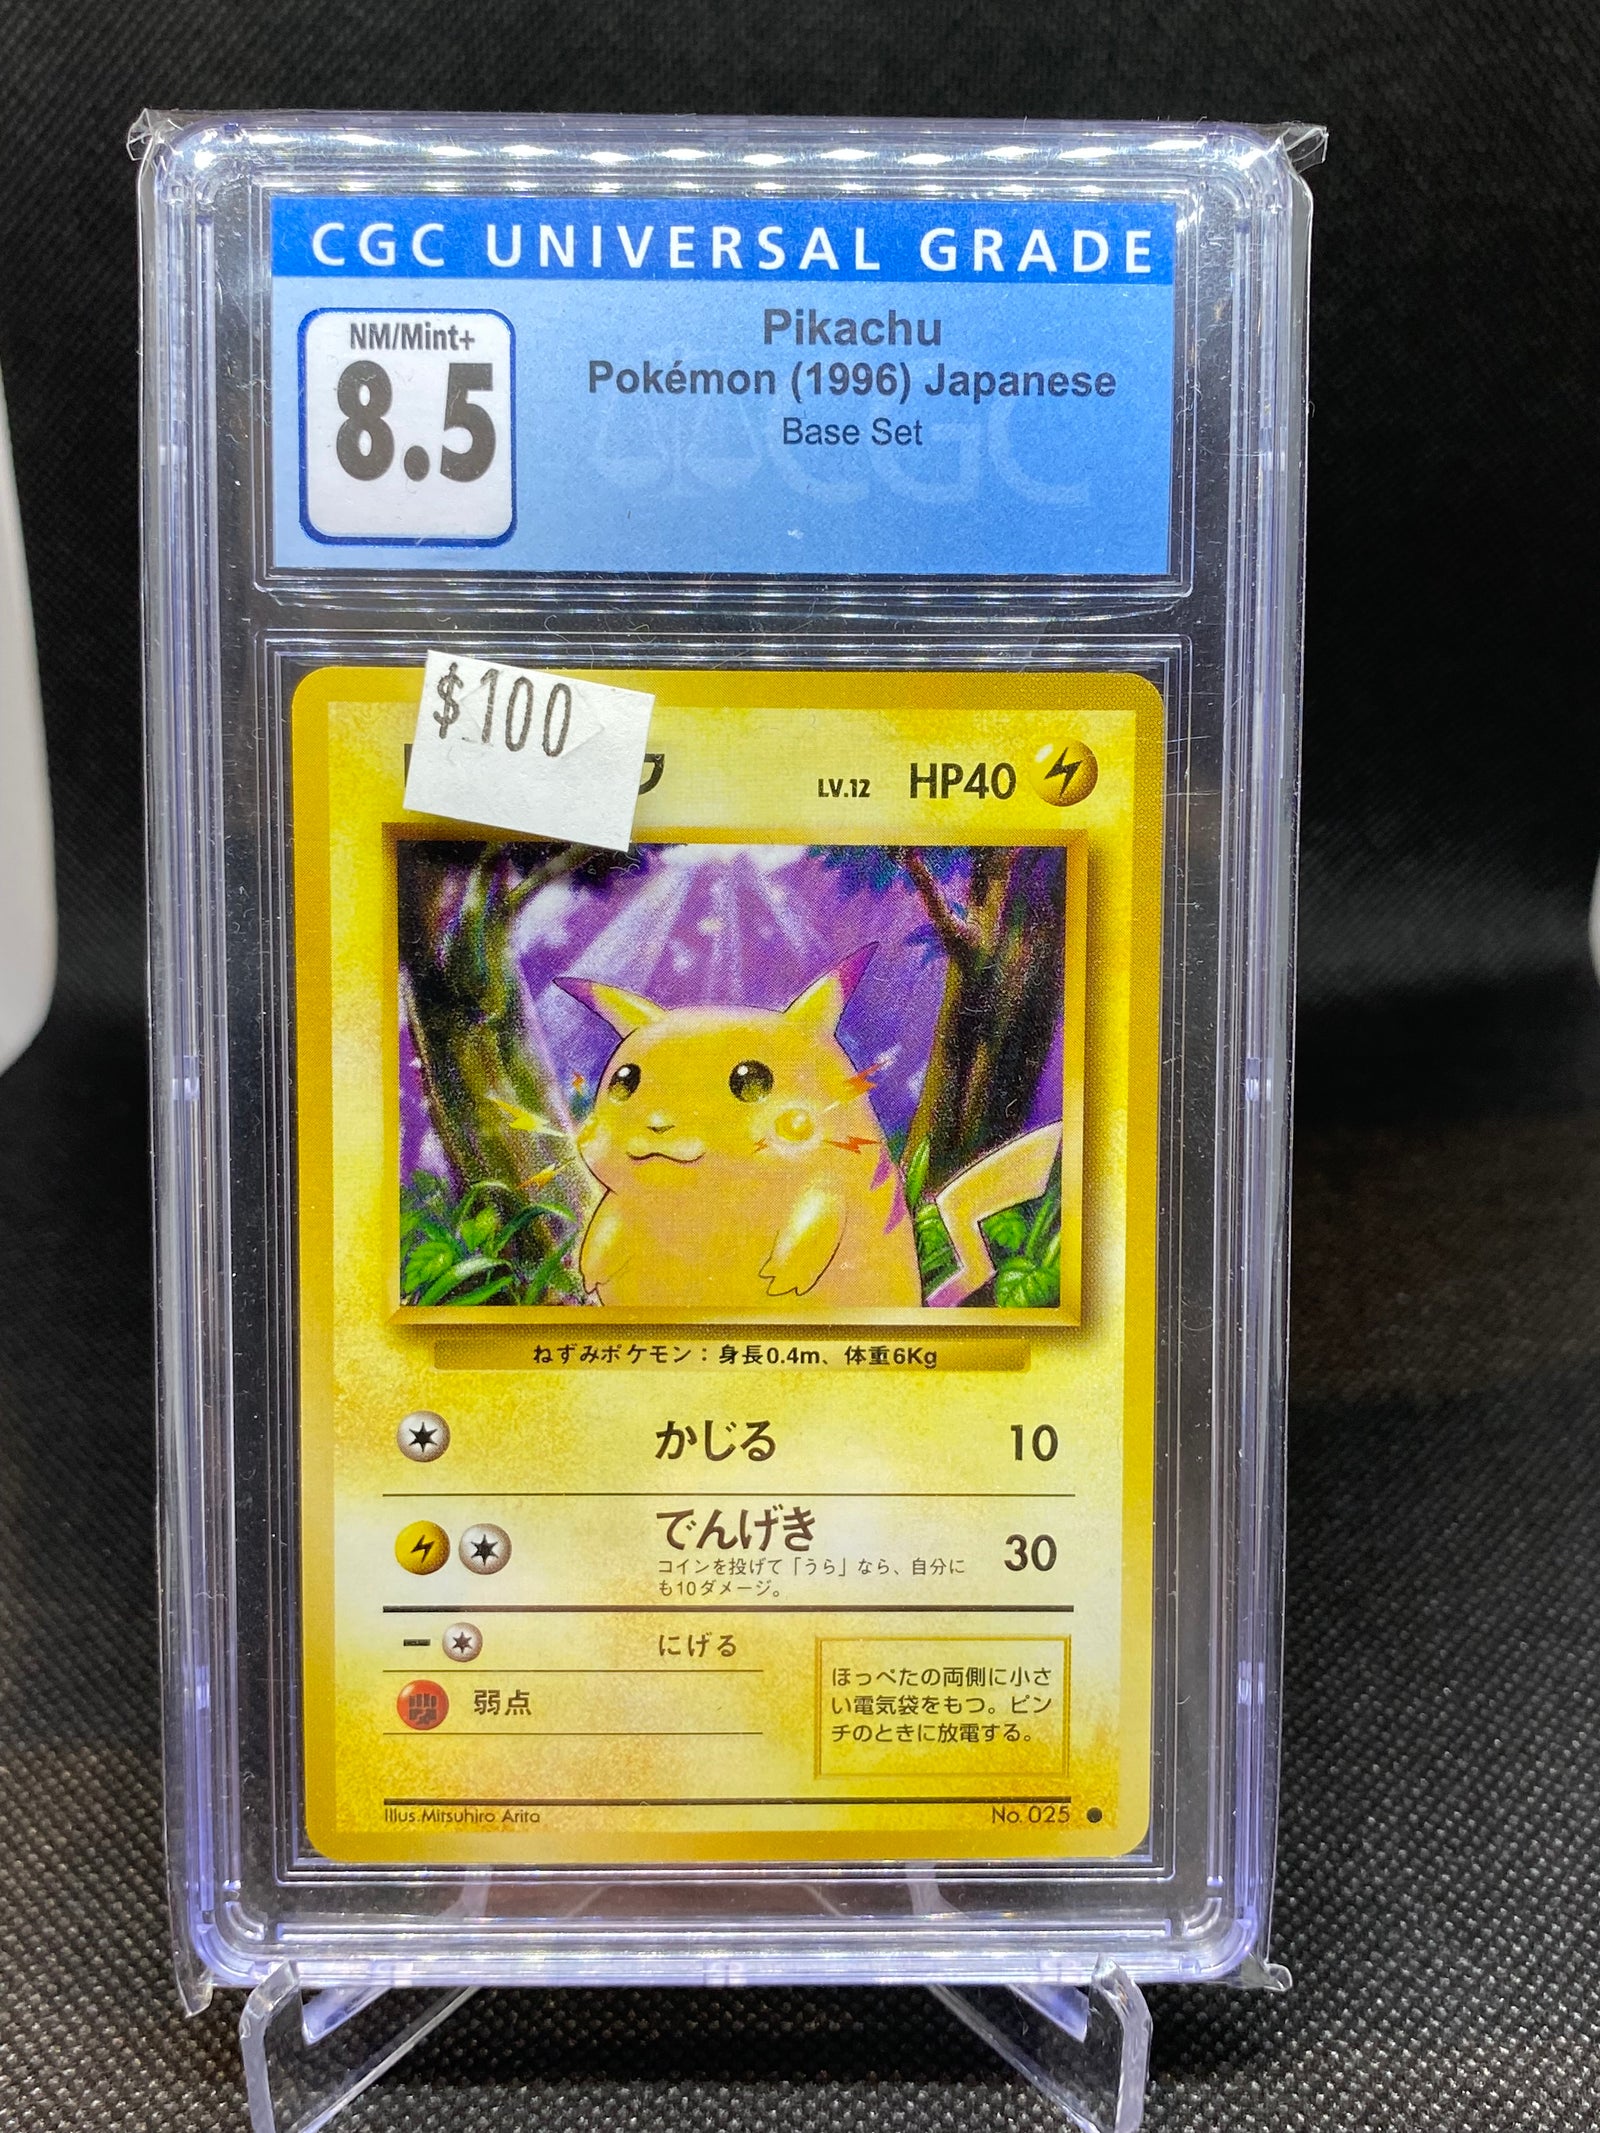 CGC UNIVERSAL GRADE
NM/Mint+
8.5
Pikachu
Pokémon (1996) Japanese
Base Set
CGC
$100
LV.12 HP40
ねずみポケモン：身長0.4m、体重6Kg
かじる 10
でんげき 30
コインを投げて「うら」なら、自分に
も10ダメージ。
にげる
弱点
ほっぺたの両側に小さ
い電気袋をもつ。ピン
チのときに放電する。
Illus.Mitsuhiro Arita
No.025